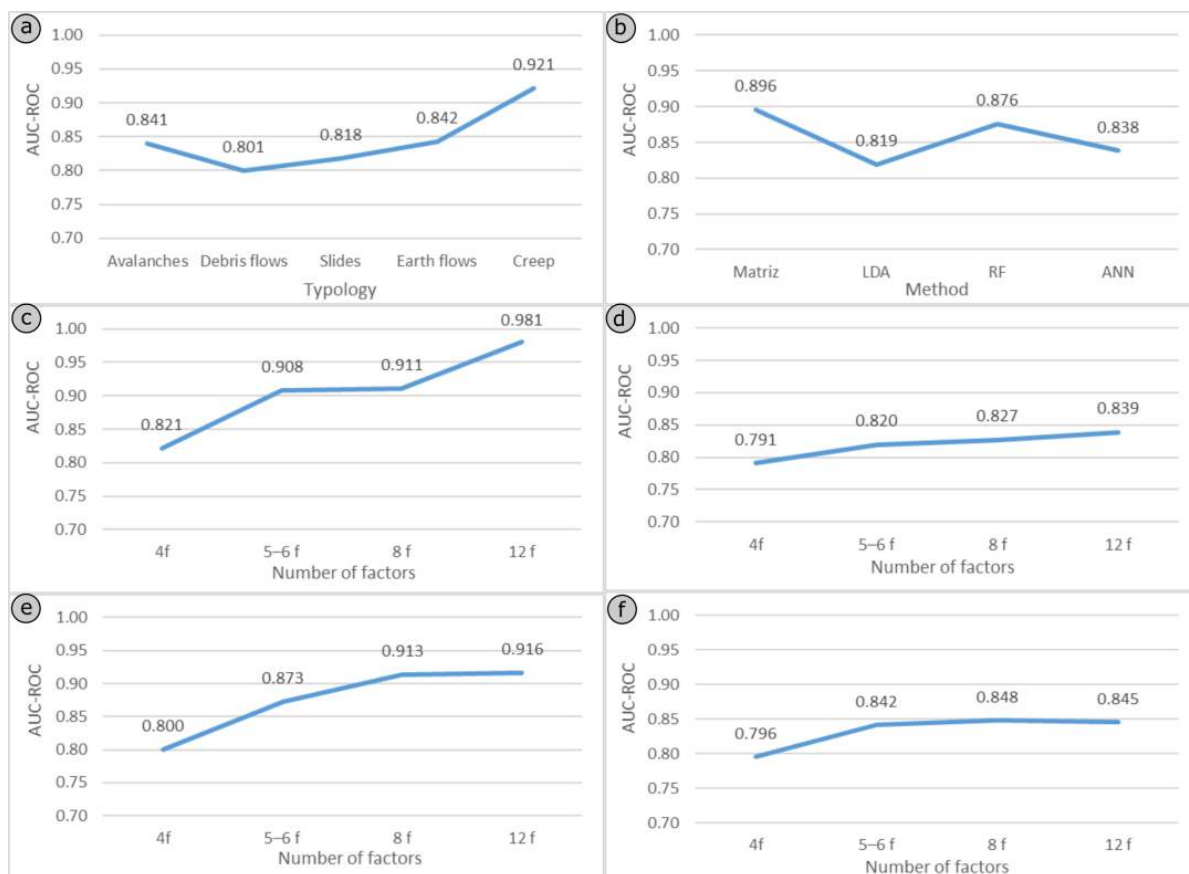 a
1.00
0.95
0.90
0.85
0.80
0.75
0.70
AUC-ROC
0.841
0.801
0.818
0.842
0.921
Avalanches Debris flows Slides Earth flows Creep
Typology
b
1.00
0.95
0.90
0.85
0.80
0.75
0.70
AUC-ROC
0.896
0.819
0.876
0.838
Matriz LDA RF ANN
Method
c
1.00
0.95
0.90
0.85
0.80
0.75
0.70
AUC-ROC
0.821
0.908
0.911
0.981
4f 5–6 f 8 f 12 f
Number of factors
d
1.00
0.95
0.90
0.85
0.80
0.75
0.70
AUC-ROC
0.791
0.820
0.827
0.839
4f 5–6 f 8 f 12 f
Number of factors
e
1.00
0.95
0.90
0.85
0.80
0.75
0.70
AUC-ROC
0.800
0.873
0.913
0.916
4f 5–6 f 8 f 12 f
Number of factors
f
1.00
0.95
0.90
0.85
0.80
0.75
0.70
AUC-ROC
0.796
0.842
0.848
0.845
4f 5–6 f 8 f 12 f
Number of factors